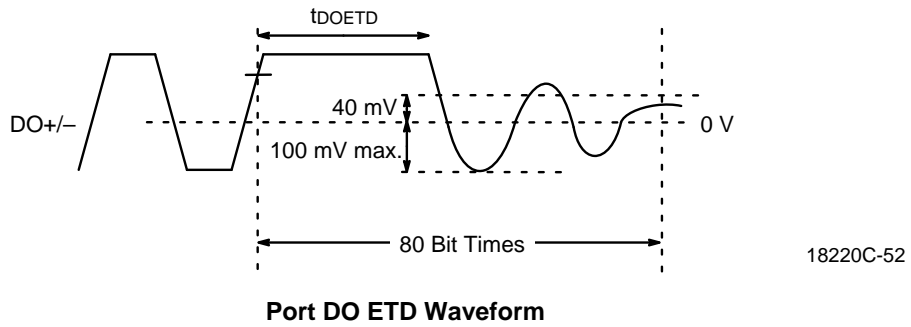 tDOETD
40 mV
DO+/–
0 V
100 mV max.
80 Bit Times
18220C-52
Port DO ETD Waveform